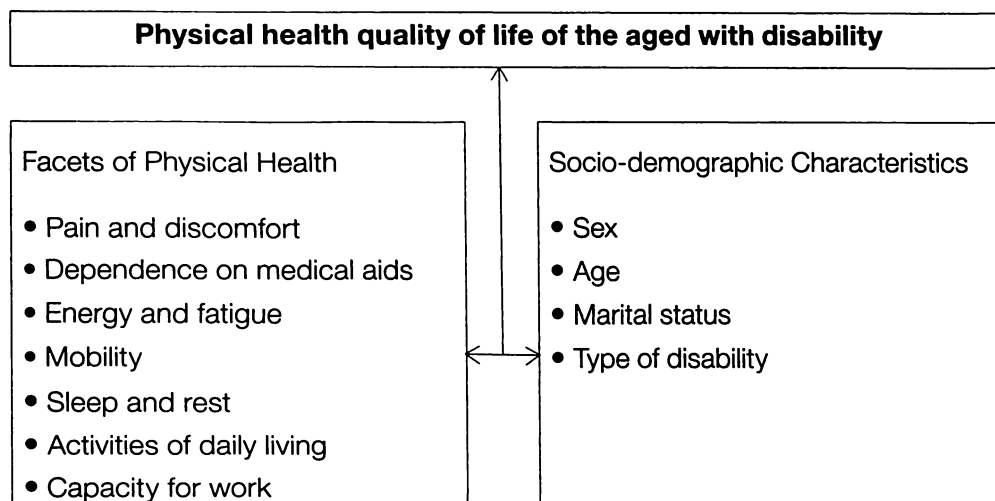 Physical health quality of life of the aged with disability
Facets of Physical Health
• Pain and discomfort
• Dependence on medical aids
• Energy and fatigue
• Mobility
• Sleep and rest
• Activities of daily living
• Capacity for work
Socio-demographic Characteristics
• Sex
• Age
• Marital status
• Type of disability